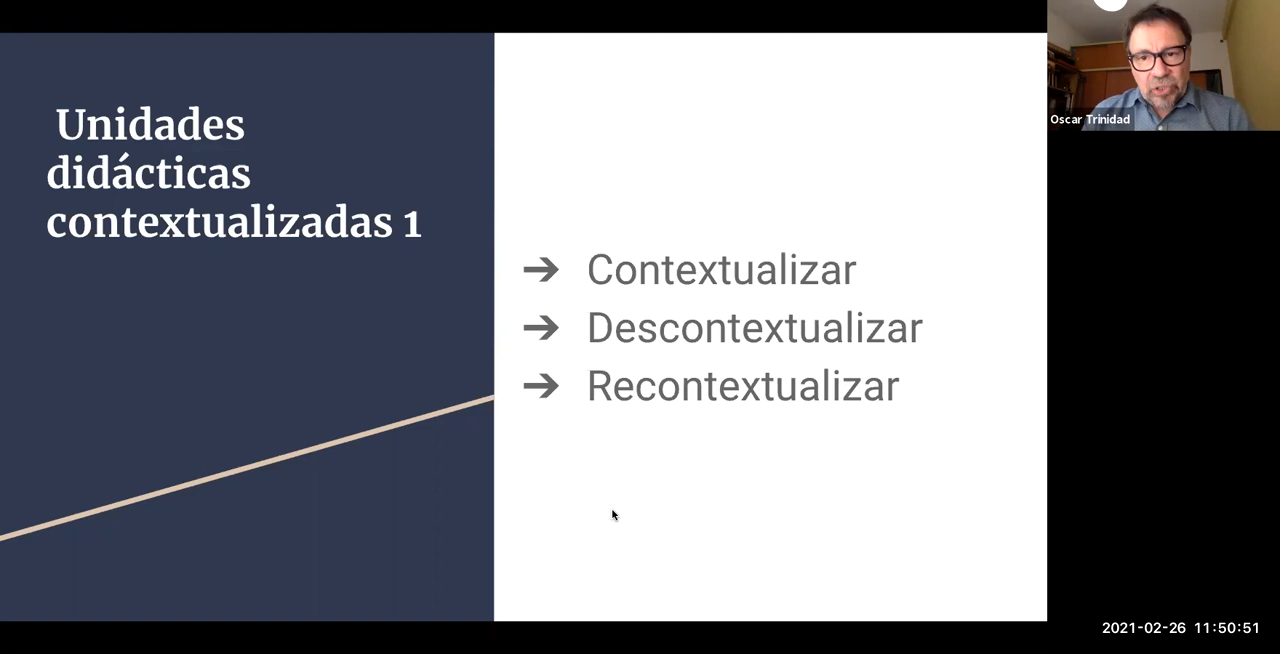 Unidades
didácticas
contextualizadas 1
➔ Contextualizar
➔ Descontextualizar
➔ Recontextualizar
Oscar Trinidad
2021-02-26 11:50:51